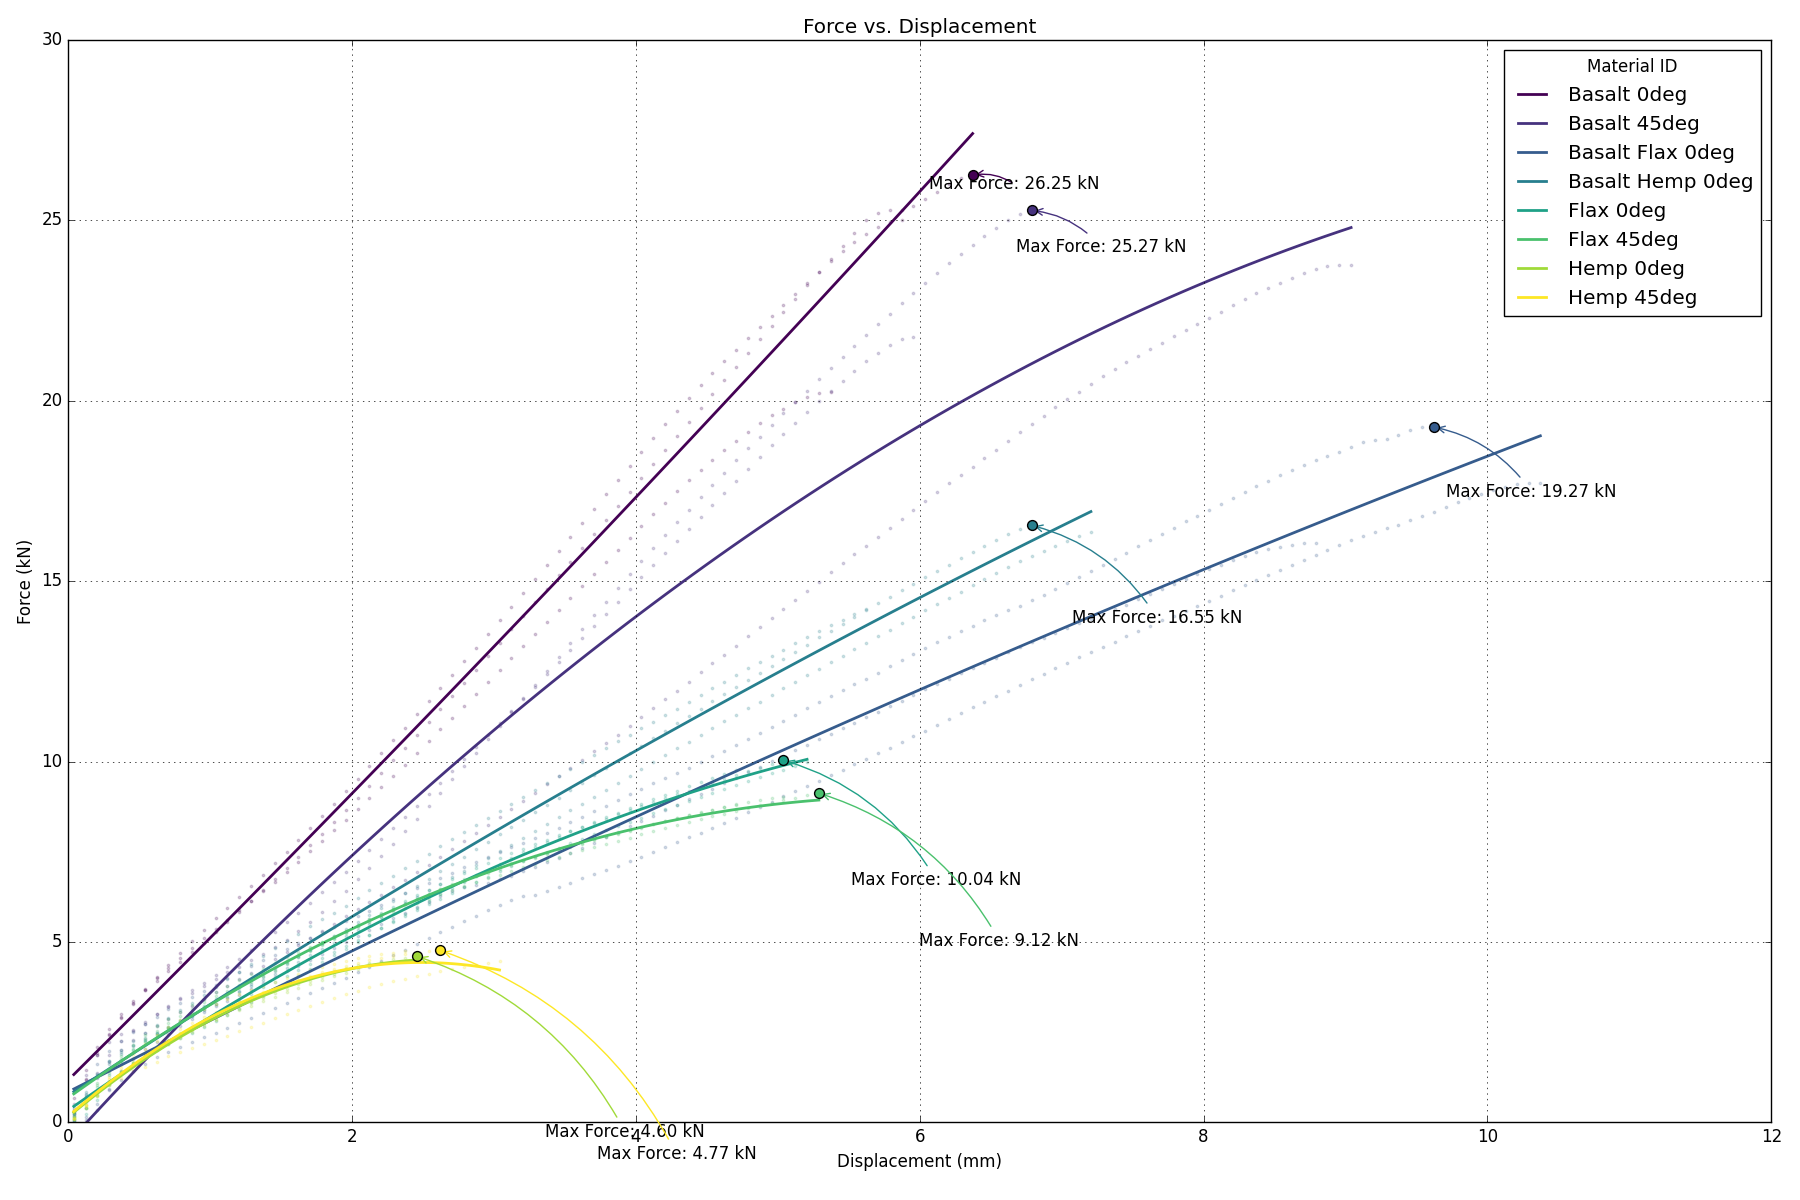 Force vs. Displacement
30
25
20
15
10
5
0
Force (kN)
Material ID
Basalt 0deg
Basalt 45deg
Basalt Flax 0deg
Basalt Hemp 0deg
Flax 0deg
Flax 45deg
Hemp 0deg
Hemp 45deg
Max Force: 26.25 kN
Max Force: 25.27 kN
Max Force: 19.27 kN
Max Force: 16.55 kN
Max Force: 10.04 kN
Max Force: 9.12 kN
Max Force: 4.60 kN
Max Force: 4.77 kN
0 2 4 6 8 10 12
Displacement (mm)